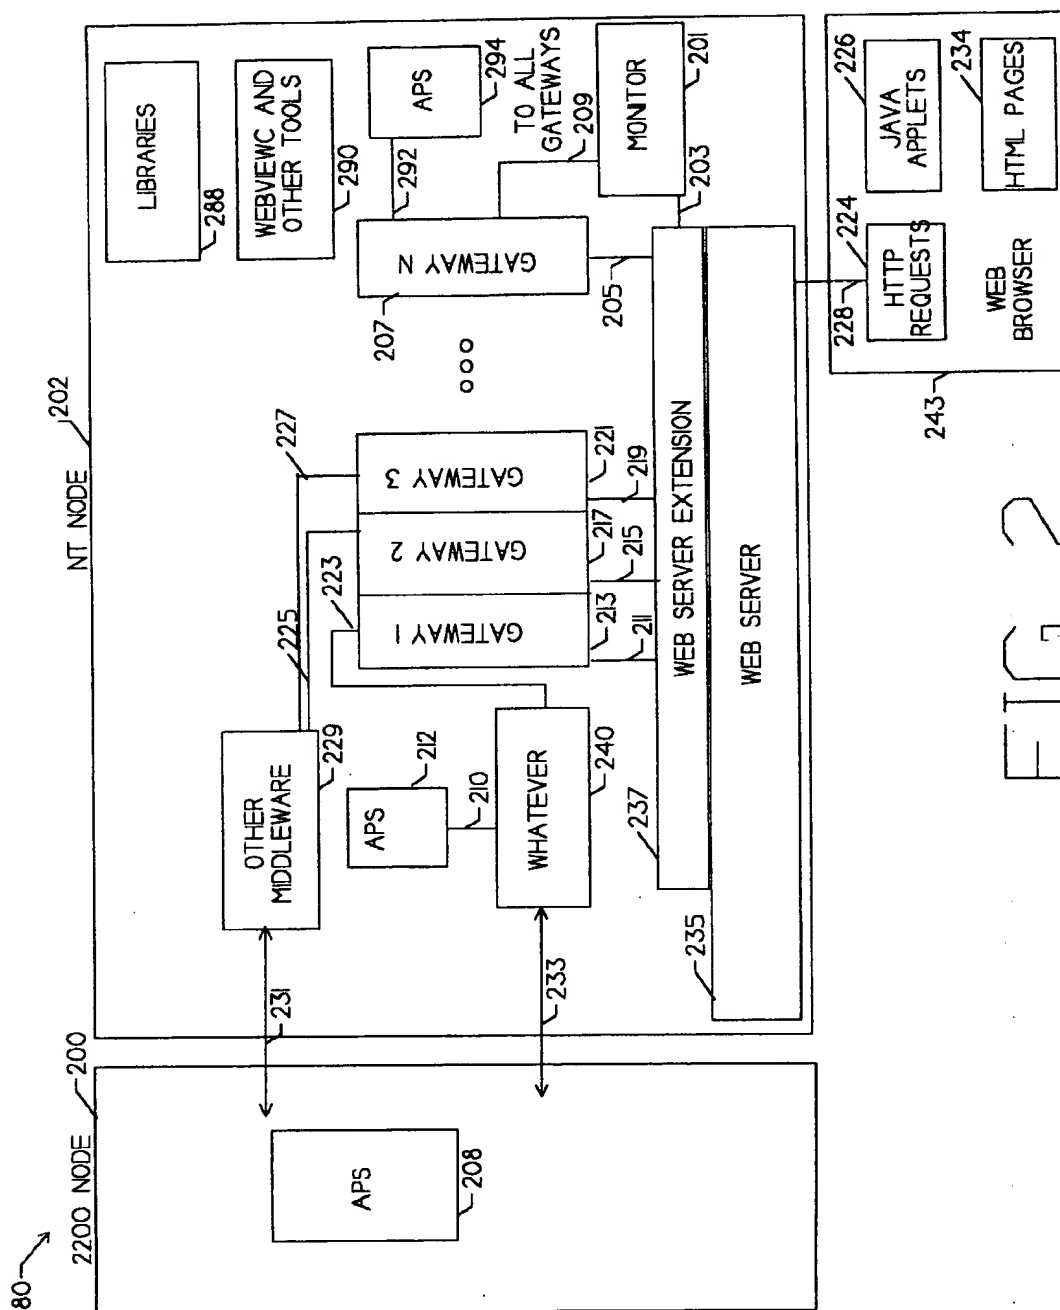 80
2200 NODE
200
APS
208
231
233
NT NODE
202
OTHER
MIDDLEWARE
229
225
227
223
APS
212
210
WHATEVER
240
GATEWAY 1
GATEWAY 2
GATEWAY 3
213
211
217
215
221
219
LIBRARIES
288
WEBVIEWC AND
OTHER TOOLS
290
APS
294
292
TO ALL
GATEWAYS
209
GATEWAY N
207
205
MONITOR
201
203
237
WEB SERVER EXTENSION
235
WEB SERVER
228
HTTP
REQUESTS
224
JAVA
APPLETS
226
HTML PAGES
234
WEB
BROWSER
243
FIG 2